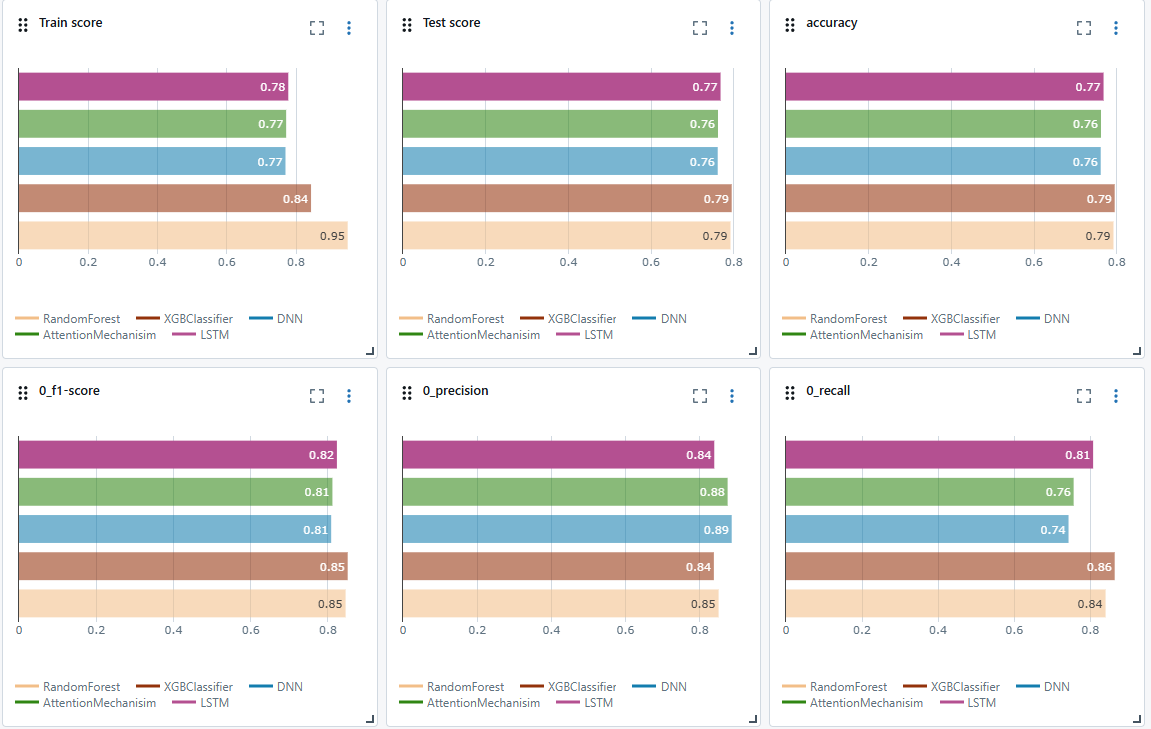 Train score
0.78
0.77
0.77
0.84
0.95
0 0.2 0.4 0.6 0.8
RandomForest XGBClassifier DNN
AttentionMechanisim LSTM
Test score
0.77
0.76
0.76
0.79
0.79
0 0.2 0.4 0.6 0.8
RandomForest XGBClassifier DNN
AttentionMechanisim LSTM
accuracy
0.77
0.76
0.76
0.79
0.79
0 0.2 0.4 0.6 0.8
RandomForest XGBClassifier DNN
AttentionMechanisim LSTM
0_f1-score
0.82
0.81
0.81
0.85
0.85
0 0.2 0.4 0.6 0.8
RandomForest XGBClassifier DNN
AttentionMechanisim LSTM
0_precision
0.84
0.88
0.89
0.84
0.85
0 0.2 0.4 0.6 0.8
RandomForest XGBClassifier DNN
AttentionMechanisim LSTM
0_recall
0.81
0.76
0.74
0.86
0.84
0 0.2 0.4 0.6 0.8
RandomForest XGBClassifier DNN
AttentionMechanisim LSTM